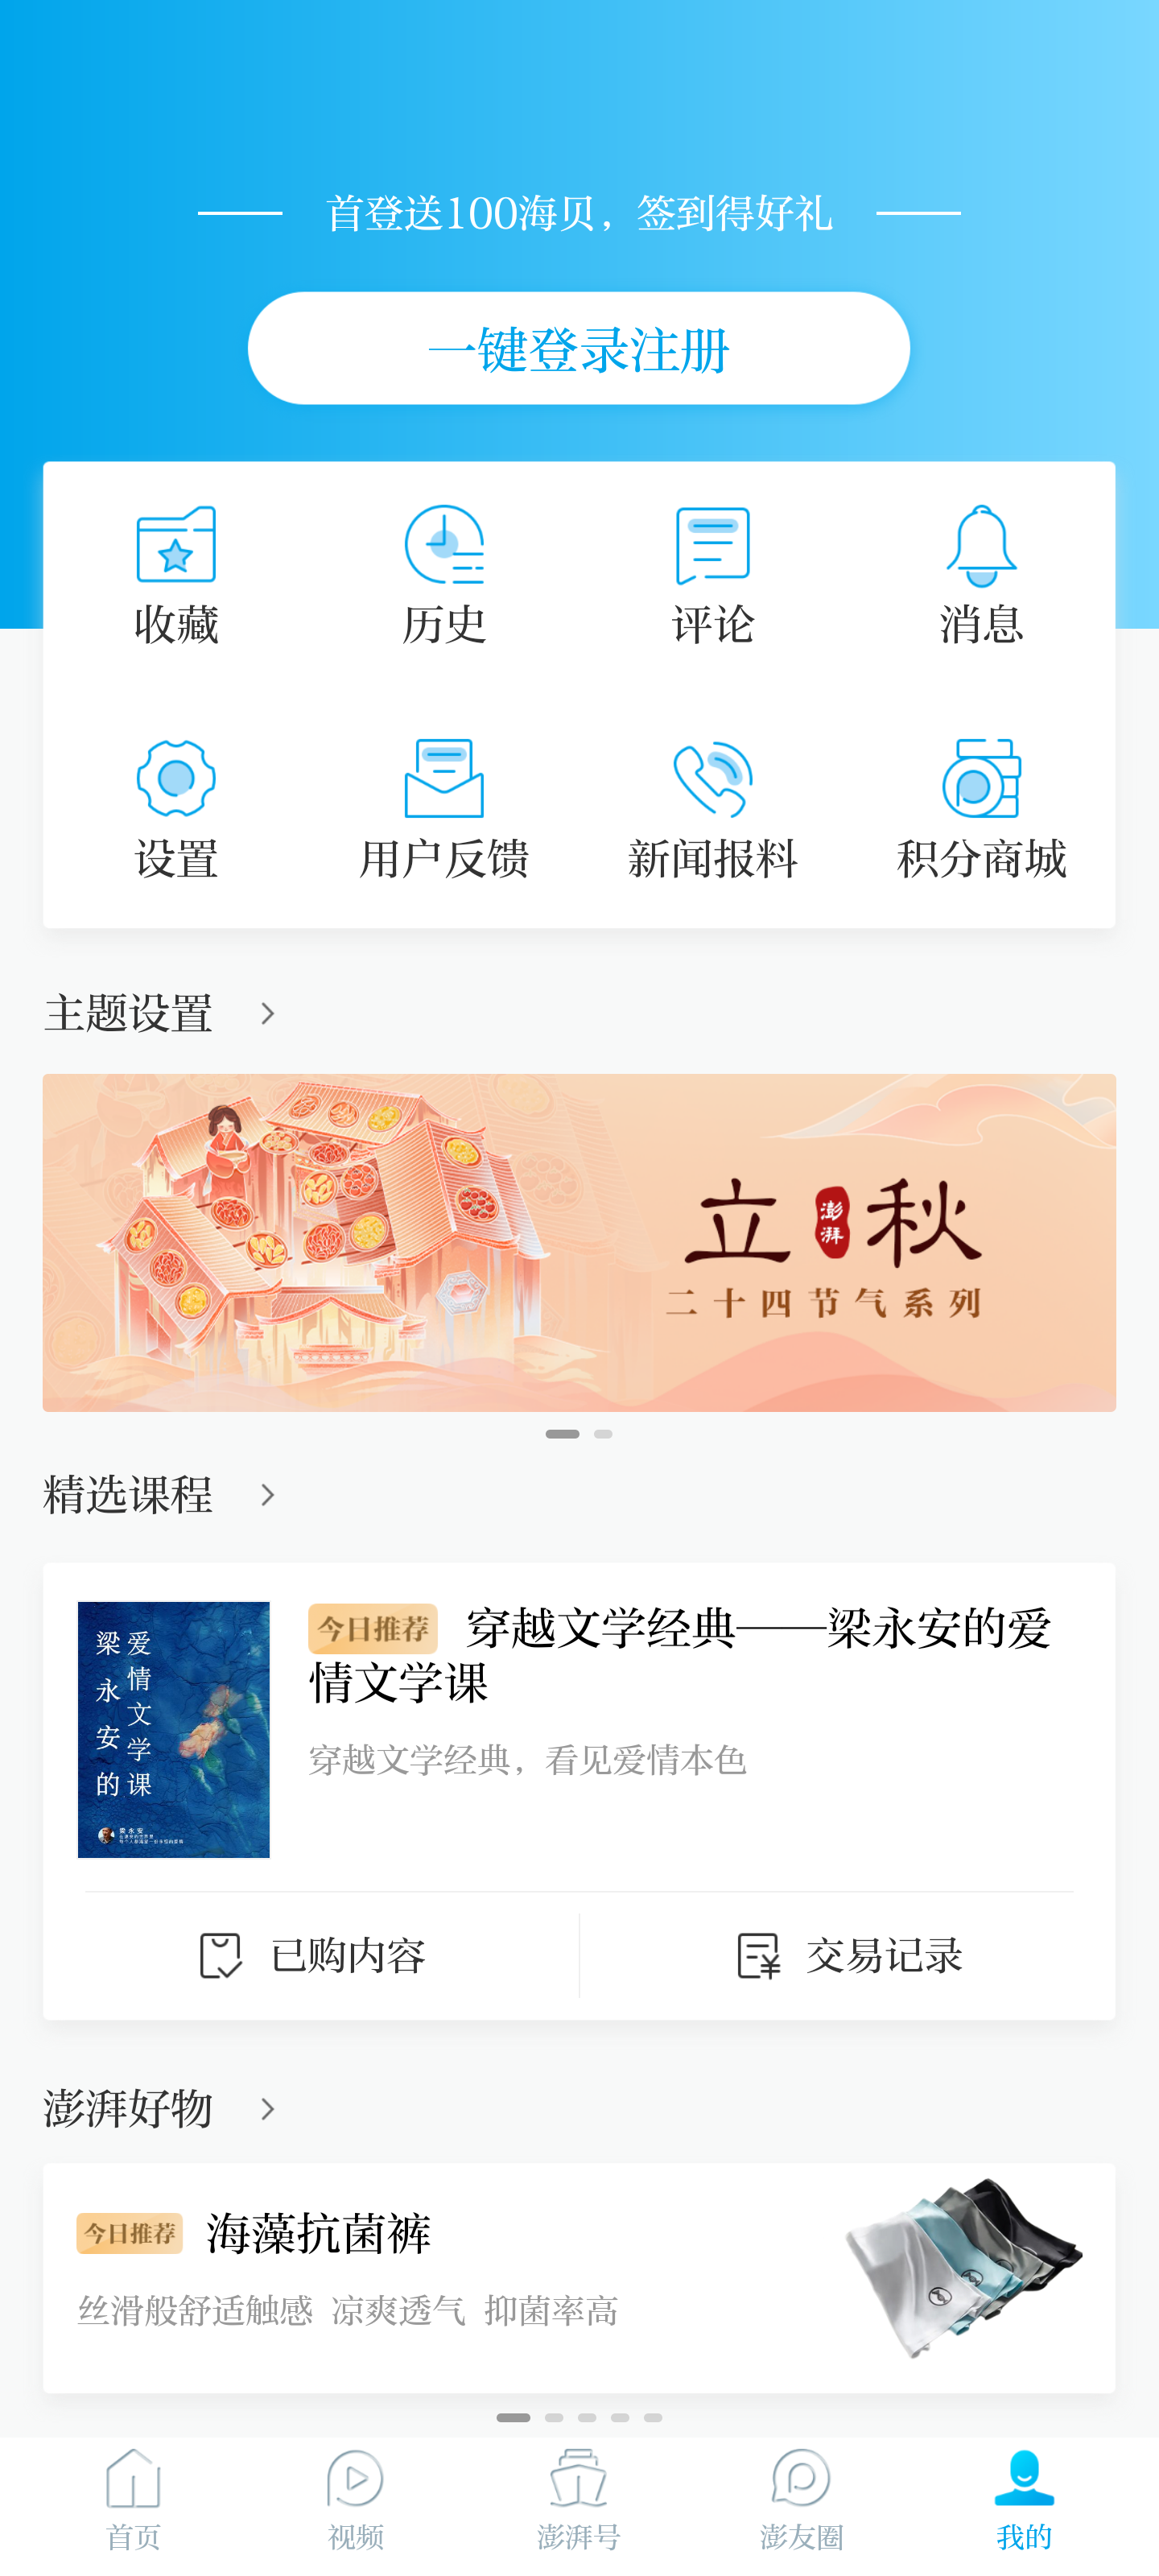 首登送100海贝，签到得好礼
一键登录注册
收藏 历史 评论 消息
设置 用户反馈 新闻报料 积分商城
主题设置
立 澎湃 秋
二十四节气系列
精选课程
爱情文学课
梁永安的
梁永安
今日推荐 穿越文学经典——梁永安的爱
情文学课
穿越文学经典，看见爱情本色
已购内容 交易记录
澎湃好物
今日推荐 海藻抗菌裤
丝滑般舒适触感 凉爽透气 抑菌率高
首页 视频 澎湃号 澎友圈 我的